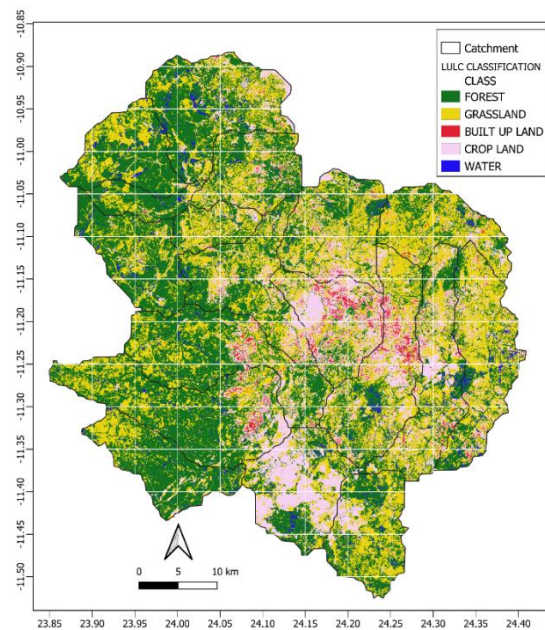 Catchment
LULC CLASSIFICATION
CLASS
FOREST
GRASSLAND
BUILT UP LAND
CROP LAND
WATER
-10.85
-10.90
-10.95
-11.00
-11.05
-11.10
-11.15
-11.20
-11.25
-11.30
-11.35
-11.40
-11.45
-11.50
0 5 10 km
23.85 23.90 23.95 24.00 24.05 24.10 24.15 24.20 24.25 24.30 24.35 24.40